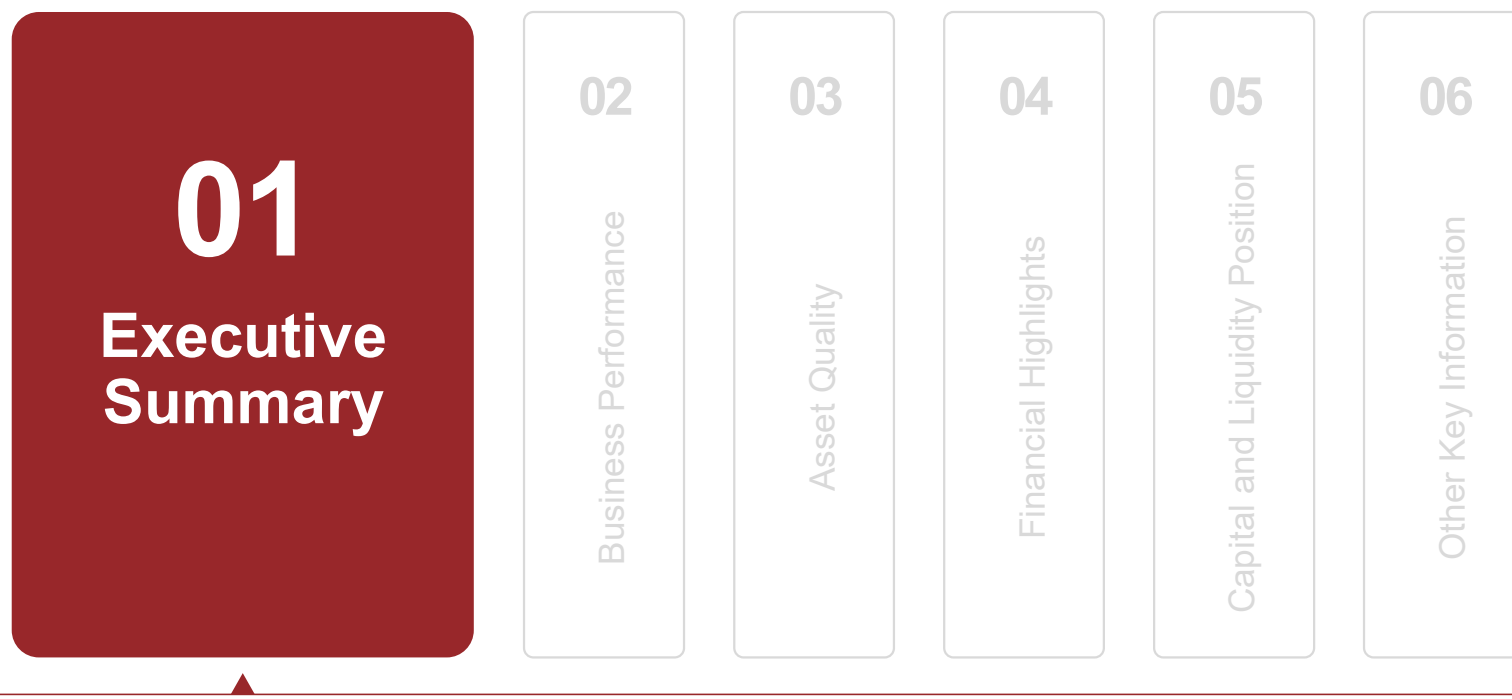 01
Executive
Summary
02
Business Performance
03
Asset Quality
04
Financial Highlights
05
Capital and Liquidity Position
06
Other Key Information